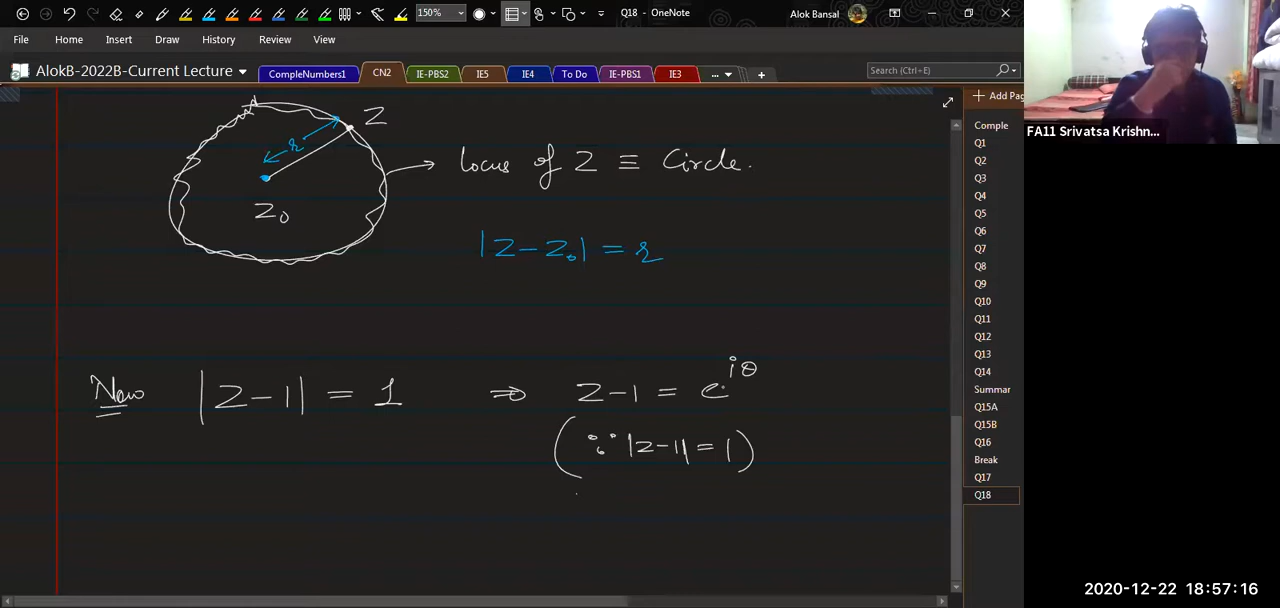 150%
Q18 - OneNote
Alok Bansal
File Home Insert Draw History Review View
AlokB-2022B-Current Lecture
CompleNumbers1 CN2 IE-PBS2 IE5 IE4 To Do IE-PBS1 IE3 ...
Search (Ctrl+E)
Add Pag
Comple
Q1
Q2
Q3
Q4
Q5
Q6
Q7
Q8
Q9
Q10
Q11
Q12
Q13
Q14
Summar
Q15A
Q15B
Q16
Break
Q17
Q18
FA11 Srivatsa Krishn...
Z
r
Z₀
→ locus of Z ≡ Circle.
|Z-Z₀| = r
Now |Z-1| = 1 ⇒ Z-1 = e^{iθ}
(∵ |Z-1| = 1)
2020-12-22 18:57:16